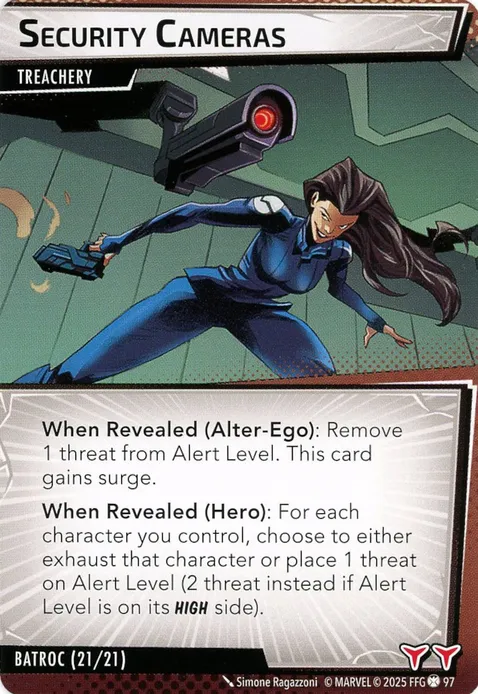 SECURITY CAMERAS
TREACHERY
When Revealed (Alter-Ego): Remove
1 threat from Alert Level. This card
gains surge.
When Revealed (Hero): For each
character you control, choose to either
exhaust that character or place 1 threat
on Alert Level (2 threat instead if Alert
Level is on its HIGH side).
BATROC (21/21)
Simone Ragazzoni © MARVEL © 2025 FFG 97